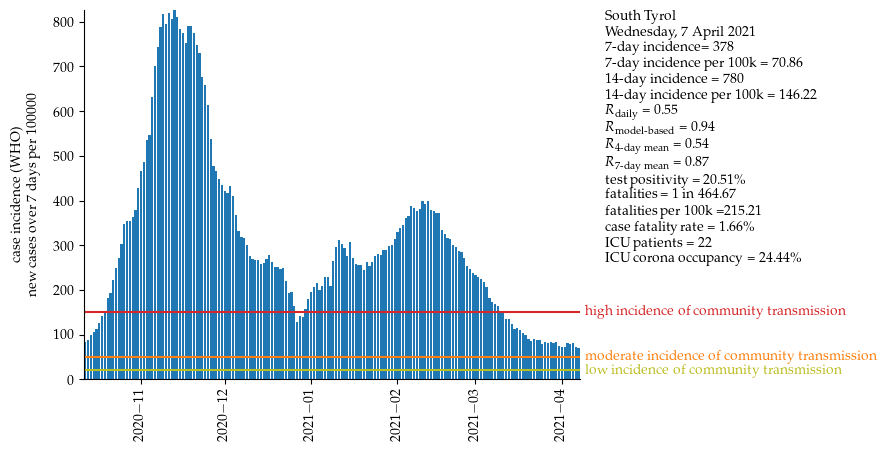 South Tyrol
Wednesday, 7 April 2021
7-day incidence= 378
7-day incidence per 100k = 70.86
14-day incidence = 780
14-day incidence per 100k = 146.22
R_daily = 0.55
R_model-based = 0.94
R_4-day mean = 0.54
R_7-day mean = 0.87
test positivity = 20.51%
fatalities = 1 in 464.67
fatalities per 100k =215.21
case fatality rate = 1.66%
ICU patients = 22
ICU corona occupancy = 24.44%
high incidence of community transmission
moderate incidence of community transmission
low incidence of community transmission
case incidence (WHO)
new cases over 7 days per 100000
800
700
600
500
400
300
200
100
0
2020−11
2020−12
2021−01
2021−02
2021−03
2021−04